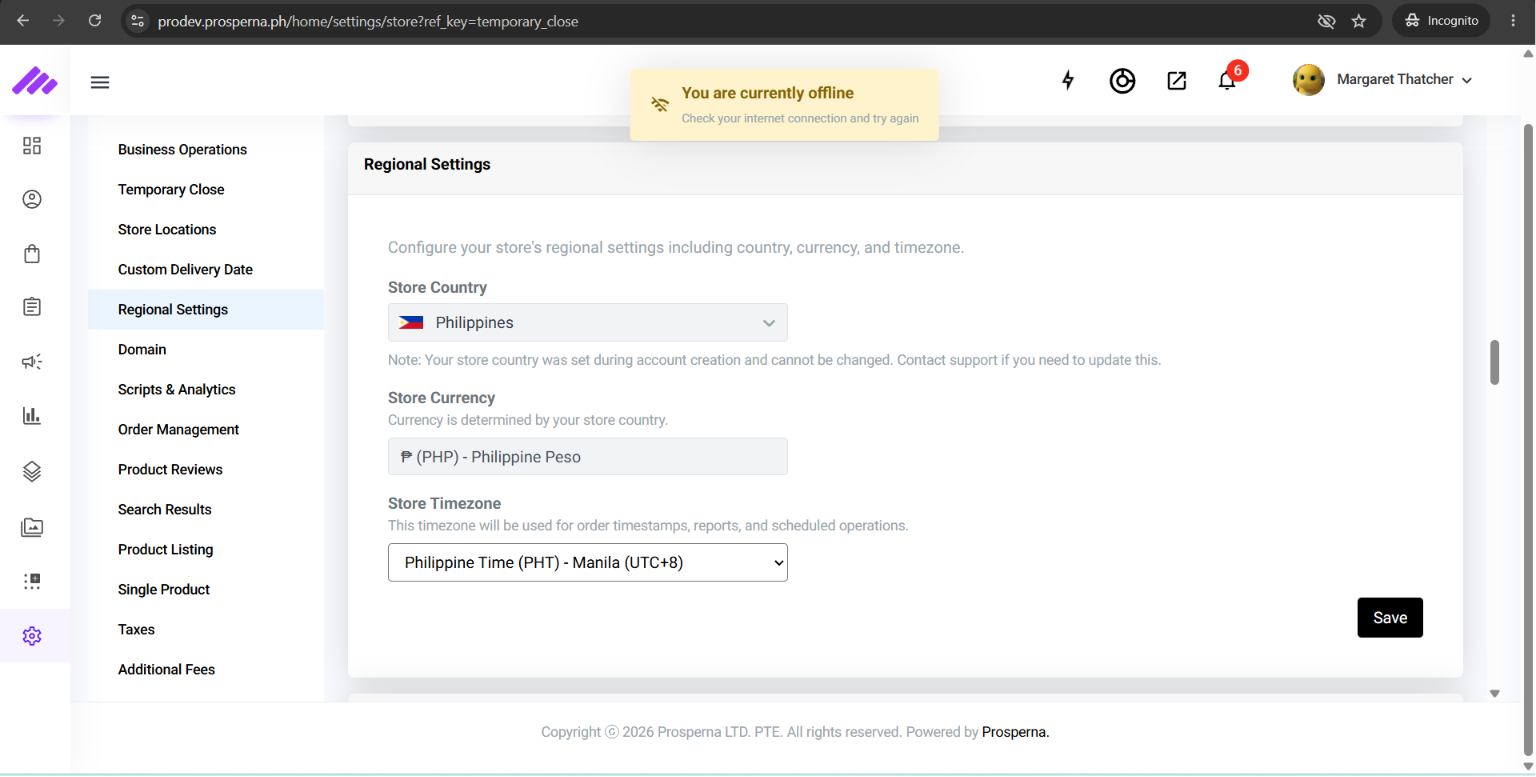 prodev.prosperna.ph/home/settings/store?ref_key=temporary_close
Incognito
You are currently offline
Check your internet connection and try again
6
Margaret Thatcher
Business Operations
Temporary Close
Store Locations
Custom Delivery Date
Regional Settings
Domain
Scripts & Analytics
Order Management
Product Reviews
Search Results
Product Listing
Single Product
Taxes
Additional Fees
Regional Settings
Configure your store's regional settings including country, currency, and timezone.
Store Country
Philippines
Note: Your store country was set during account creation and cannot be changed. Contact support if you need to update this.
Store Currency
Currency is determined by your store country.
₱ (PHP) - Philippine Peso
Store Timezone
This timezone will be used for order timestamps, reports, and scheduled operations.
Philippine Time (PHT) - Manila (UTC+8)
Save
Copyright ⓒ 2026 Prosperna LTD. PTE. All rights reserved. Powered by Prosperna.